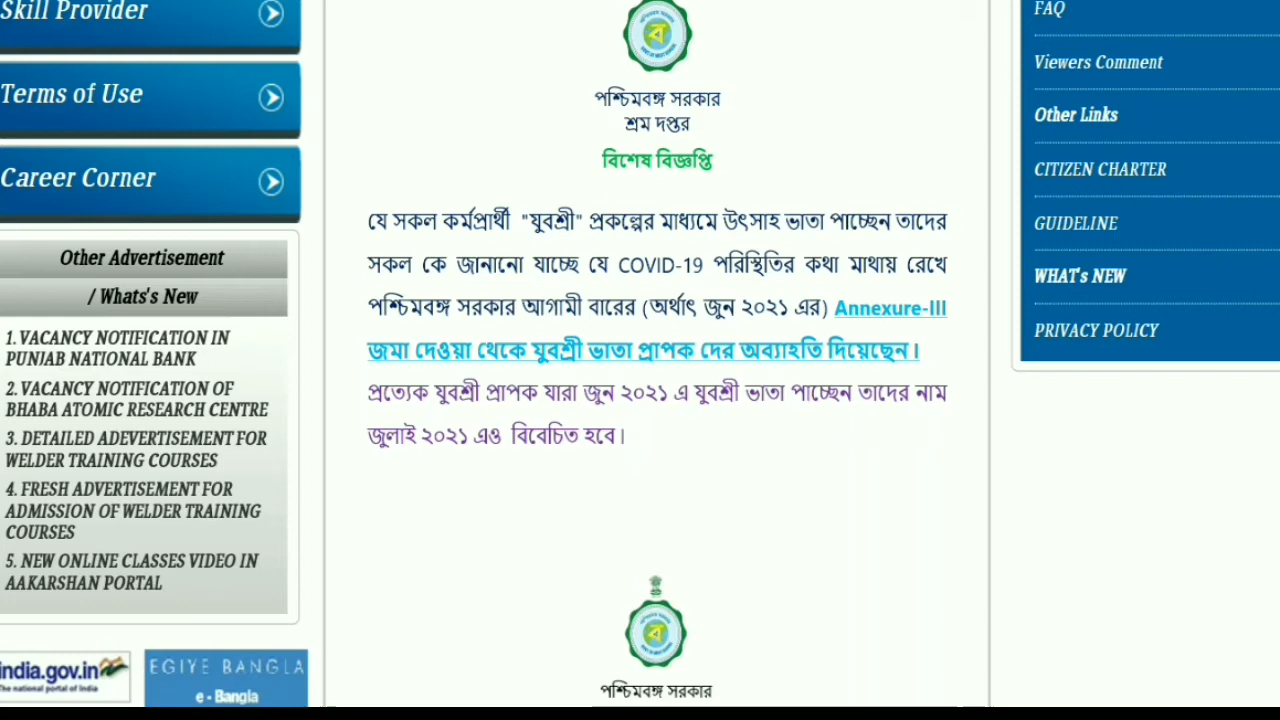 Skill Provider
Terms of Use
Career Corner
Other Advertisement
/ Whats's New
1. VACANCY NOTIFICATION IN
PUNJAB NATIONAL BANK
2. VACANCY NOTIFICATION OF
BHABA ATOMIC RESEARCH CENTRE
3. DETAILED ADEVERTISEMENT FOR
WELDER TRAINING COURSES
4. FRESH ADVERTISEMENT FOR
ADMISSION OF WELDER TRAINING
COURSES
5. NEW ONLINE CLASSES VIDEO IN
AAKARSHAN PORTAL
india.gov.in
The national portal of India
EGIYE BANGLA
e - Bangla
ব
পশ্চিমবঙ্গ সরকার
শ্রম দপ্তর
বিশেষ বিজ্ঞপ্তি
যে সকল কর্মপ্রার্থী "যুবশ্রী" প্রকল্পের মাধ্যমে উৎসাহ ভাতা পাচ্ছেন তাদের
সকল কে জানানো যাচ্ছে যে COVID-19 পরিস্থিতির কথা মাথায় রেখে
পশ্চিমবঙ্গ সরকার আগামী বারের (অর্থাৎ জুন ২০২১ এর) Annexure-III
জমা দেওয়া থেকে যুবশ্রী ভাতা প্রাপক দের অব্যাহতি দিয়েছেন।
প্রত্যেক যুবশ্রী প্রাপক যারা জুন ২০২১ এ যুবশ্রী ভাতা পাচ্ছেন তাদের নাম
জুলাই ২০২১ এও বিবেচিত হবে।
ব
পশ্চিমবঙ্গ সরকার
FAQ
Viewers Comment
Other Links
CITIZEN CHARTER
GUIDELINE
WHAT's NEW
PRIVACY POLICY